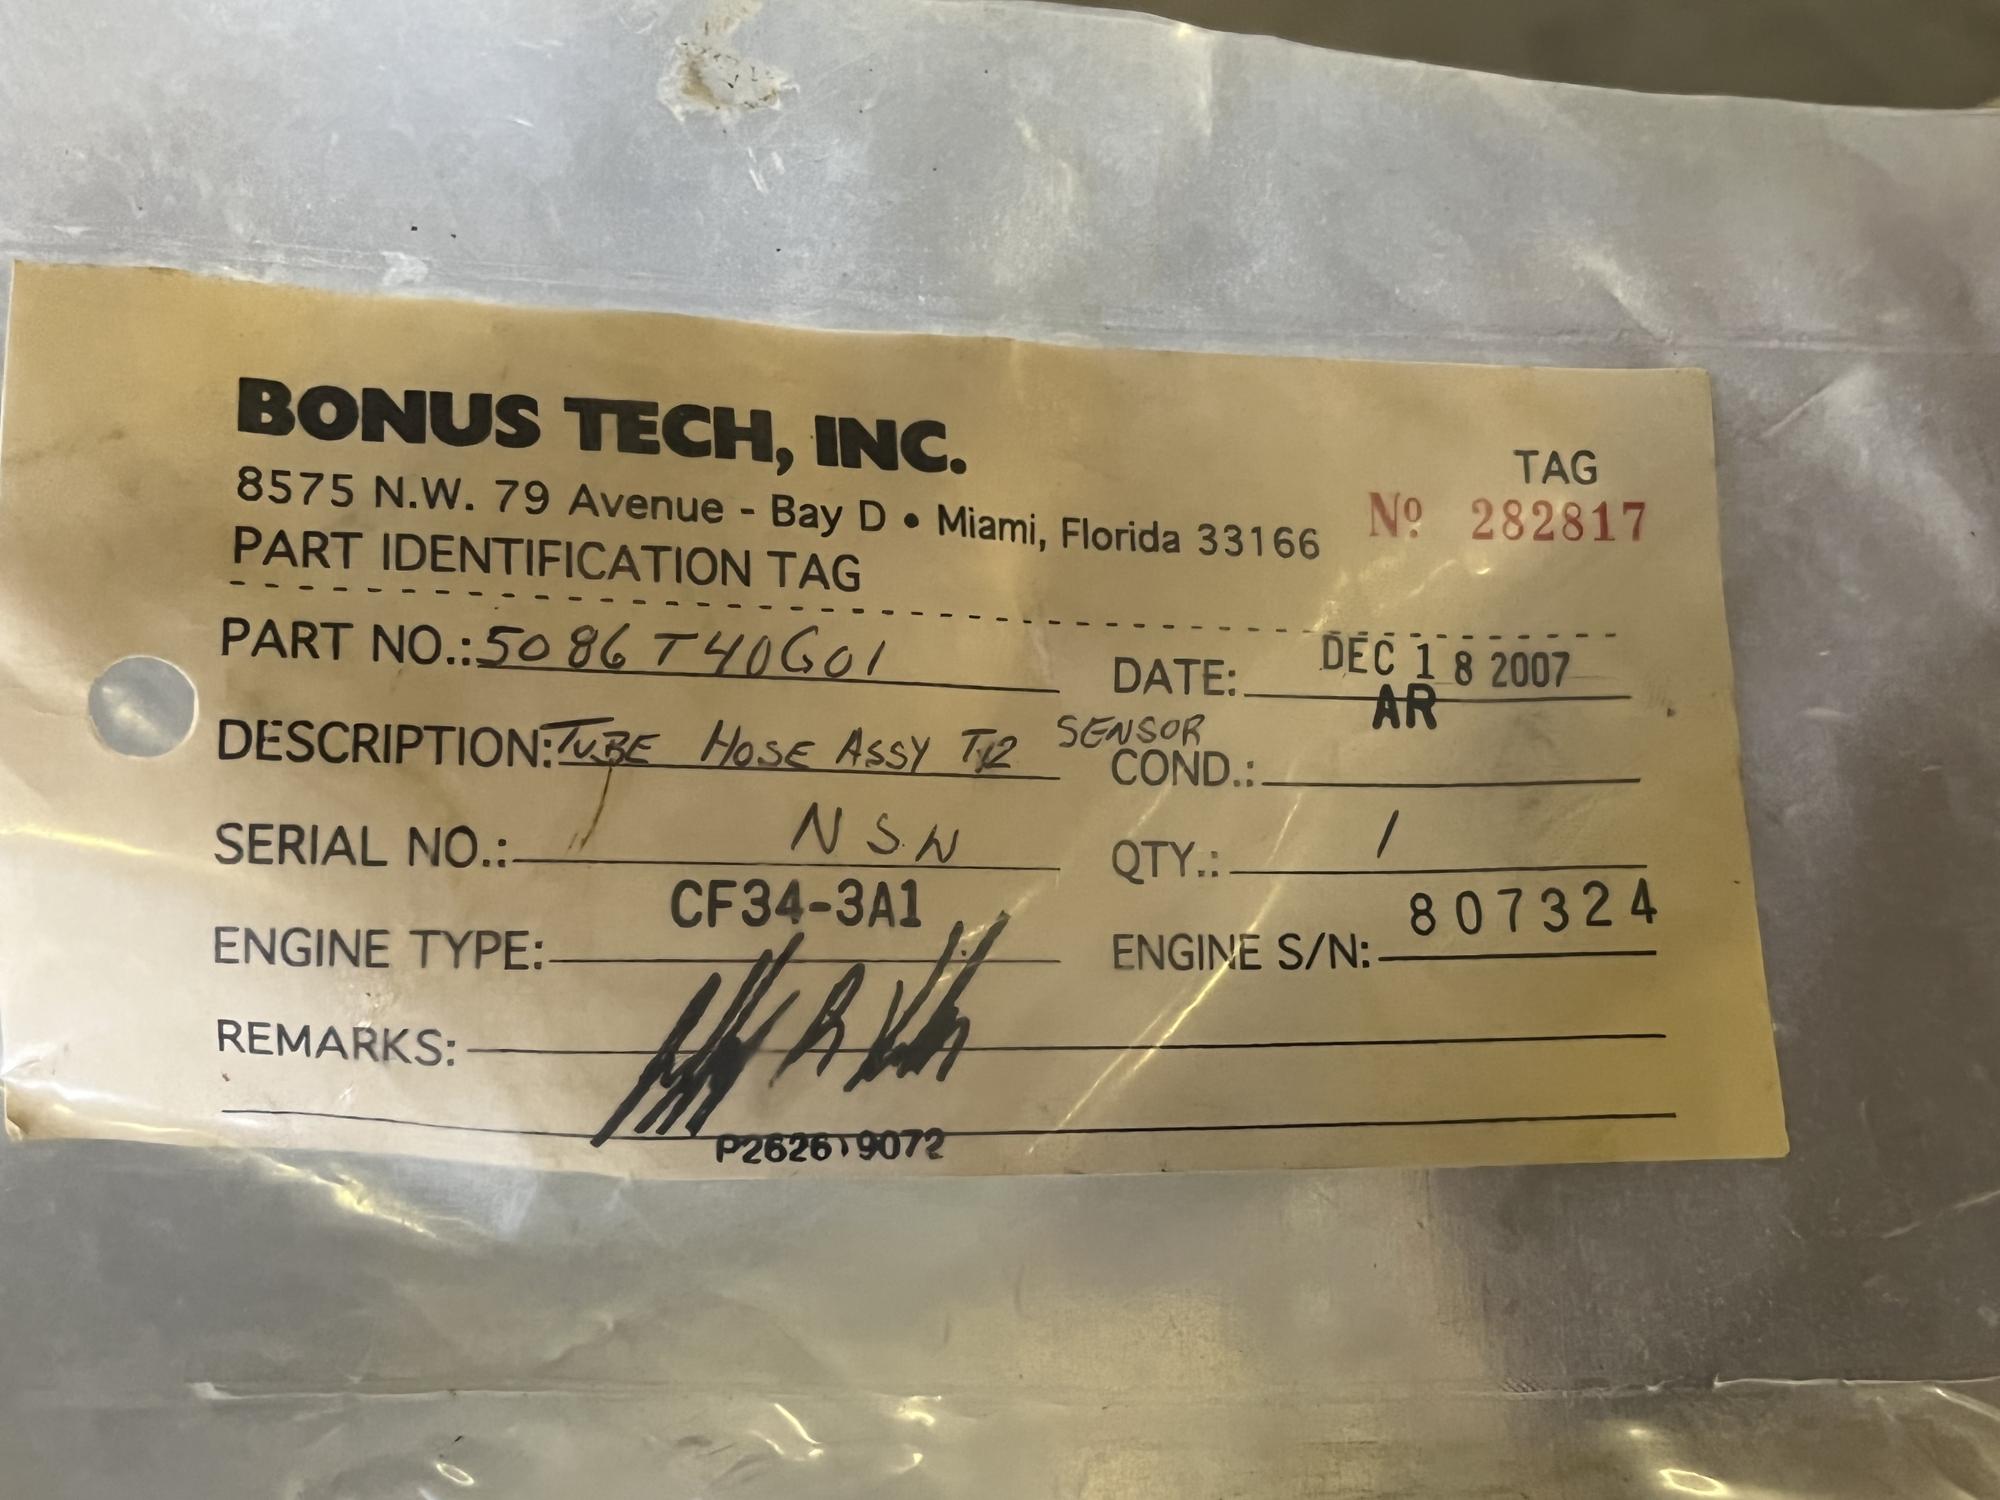 BONUS TECH, INC.
8575 N.W. 79 Avenue - Bay D • Miami, Florida 33166
TAG
Nº 282817
PART IDENTIFICATION TAG
PART NO.: 5086T40G01
DATE: DEC 18 2007
AR
DESCRIPTION: TUBE HOSE ASSY T12 SENSOR
COND.:
SERIAL NO.: NSN
QTY.: 1
ENGINE TYPE: CF34-3A1
ENGINE S/N: 807324
REMARKS: